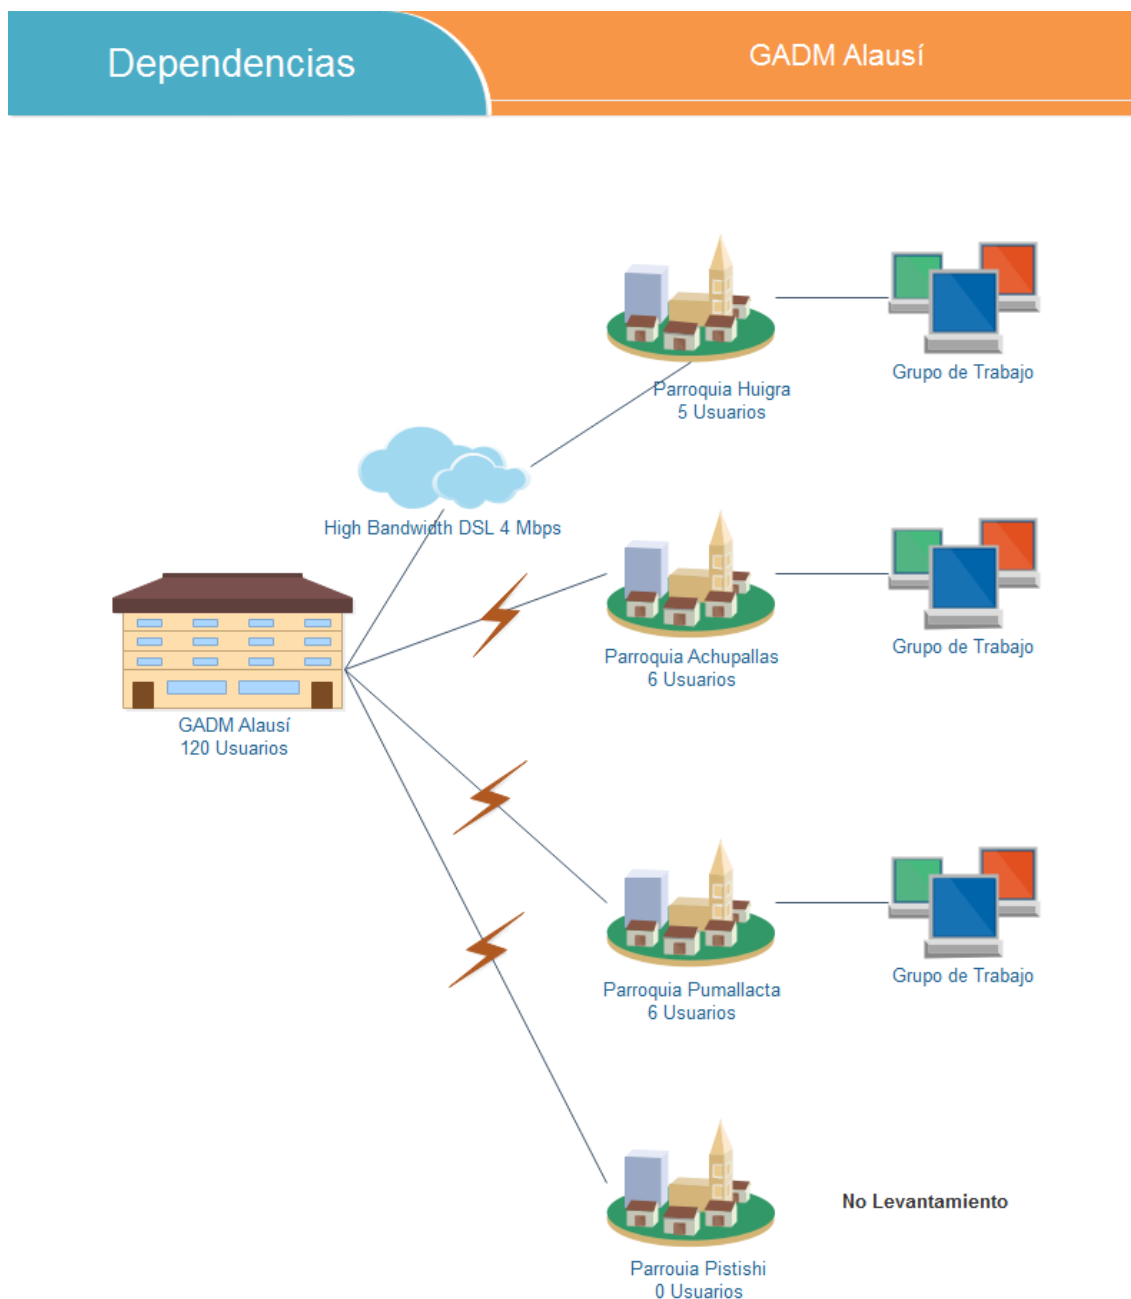 Dependencias
GADM Alausí
Parroquia Huigra
5 Usuarios
Grupo de Trabajo
High Bandwidth DSL 4 Mbps
Parroquia Achupallas
6 Usuarios
Grupo de Trabajo
GADM Alausí
120 Usuarios
Parroquia Pumallacta
6 Usuarios
Grupo de Trabajo
No Levantamiento
Parrouia Pistishi
0 Usuarios